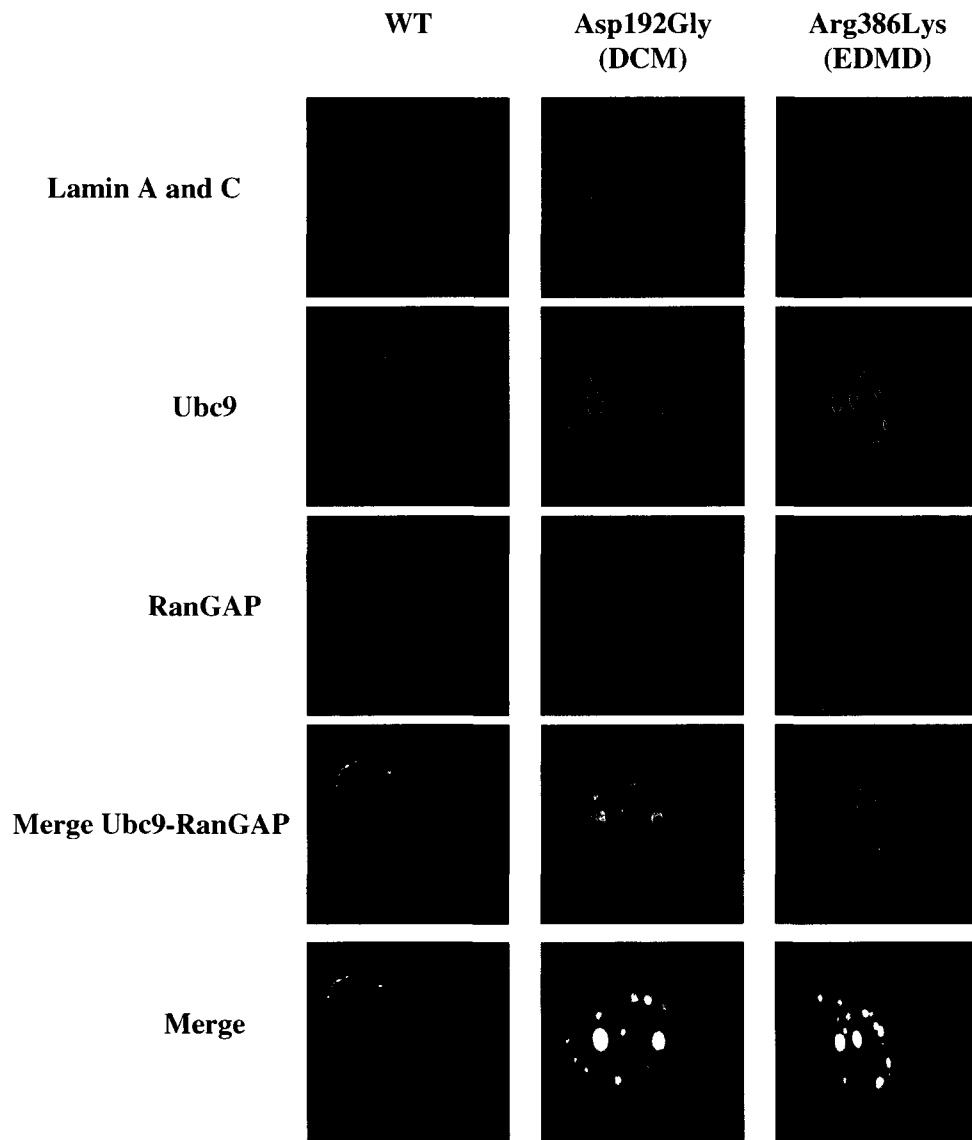 WT
Asp192Gly
(DCM)
Arg386Lys
(EDMD)
Lamin A and C
Ubc9
RanGAP
Merge Ubc9-RanGAP
Merge